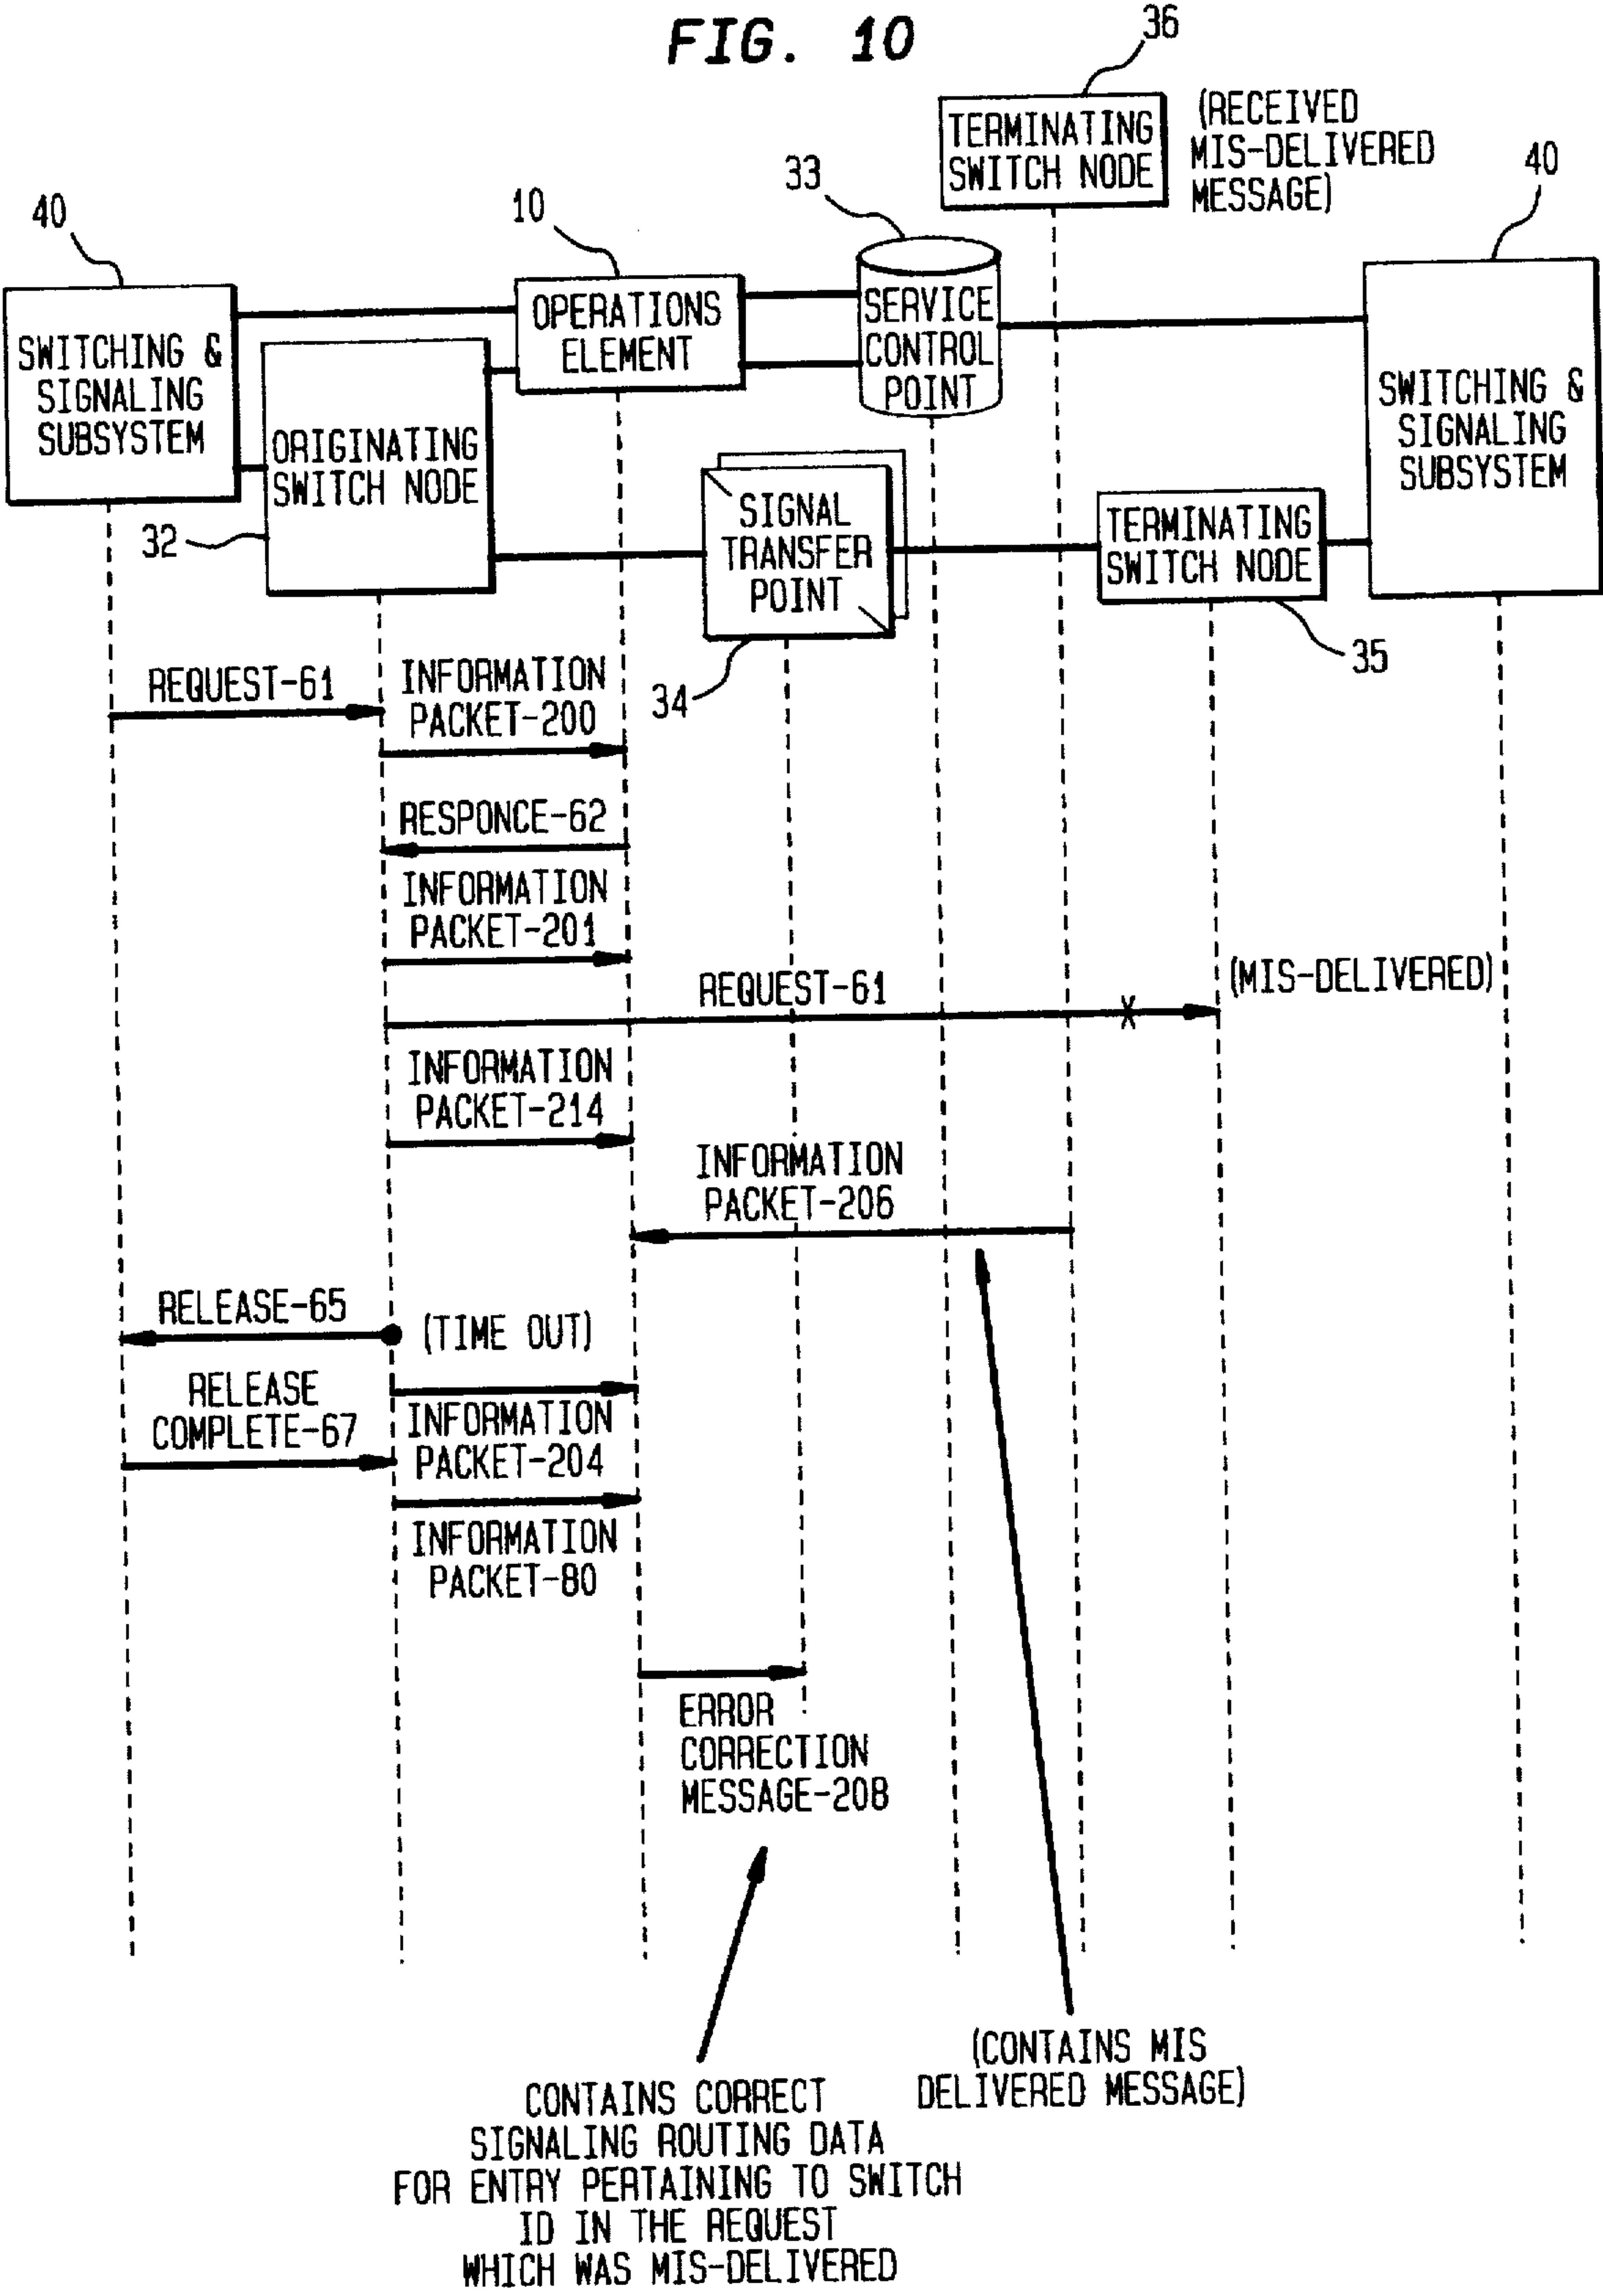 FIG. 10
36
TERMINATING
SWITCH NODE
(RECEIVED
MIS-DELIVERED
MESSAGE)
40
10
33
40
SWITCHING &
SIGNALING
SUBSYSTEM
ORIGINATING
SWITCH NODE
32
OPERATIONS
ELEMENT
SERVICE
CONTROL
POINT
SIGNAL
TRANSFER
POINT
34
TERMINATING
SWITCH NODE
35
SWITCHING &
SIGNALING
SUBSYSTEM
REQUEST-61
INFORMATION
PACKET-200
RESPONCE-62
INFORMATION
PACKET-201
REQUEST-61
X
(MIS-DELIVERED)
INFORMATION
PACKET-214
INFORMATION
PACKET-206
RELEASE-65
(TIME OUT)
RELEASE
COMPLETE-67
INFORMATION
PACKET-204
INFORMATION
PACKET-80
ERROR
CORRECTION
MESSAGE-208
(CONTAINS MIS
DELIVERED MESSAGE)
CONTAINS CORRECT
SIGNALING ROUTING DATA
FOR ENTRY PERTAINING TO SWITCH
ID IN THE REQUEST
WHICH WAS MIS-DELIVERED